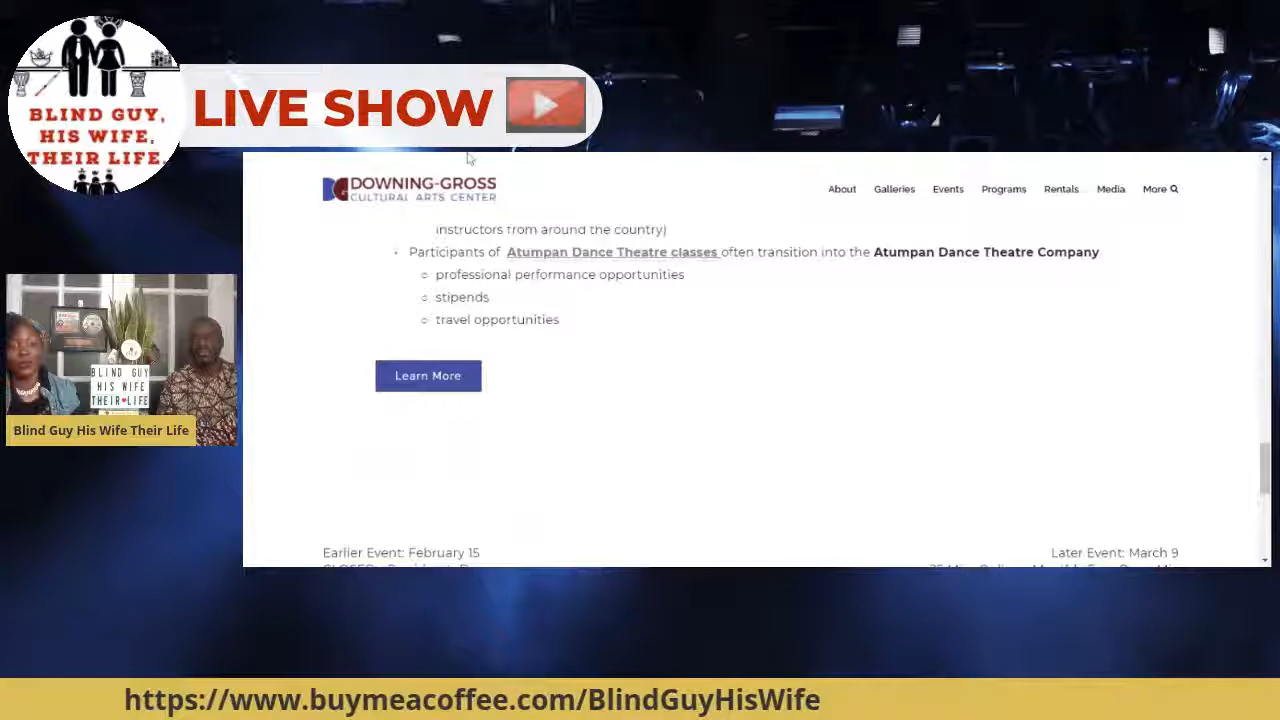 BLIND GUY,
HIS WIFE,
THEIR LIFE.
LIVE SHOW
DOWNING-GROSS
CULTURAL ARTS CENTER
About Galleries Events Programs Rentals Media More
instructors from around the country)
Participants of Atumpan Dance Theatre classes often transition into the Atumpan Dance Theatre Company
professional performance opportunities
stipends
travel opportunities
Learn More
BLIND GUY
HIS WIFE
THEIR♥LIFE
Blind Guy His Wife Their Life
Earlier Event: February 15
Later Event: March 9
https://www.buymeacoffee.com/BlindGuyHisWife